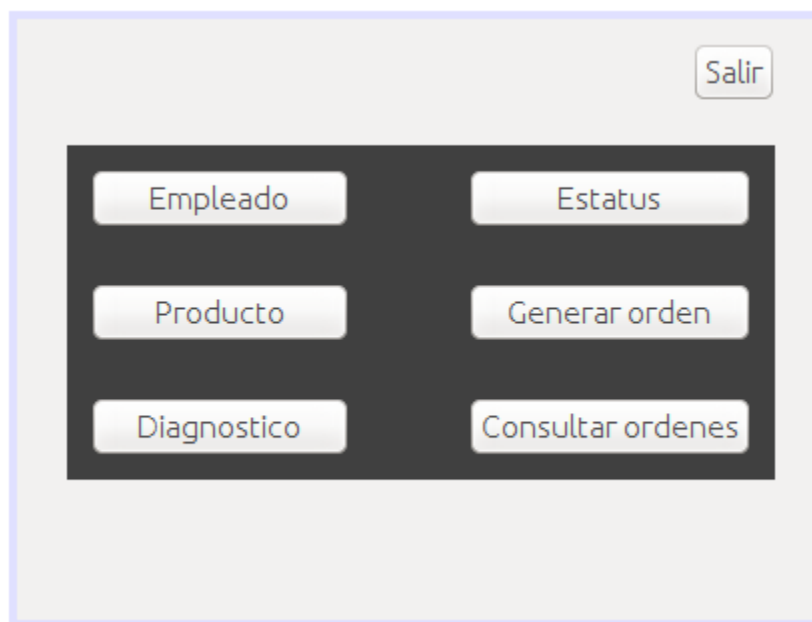 Salir
Empleado
Estatus
Producto
Generar orden
Diagnostico
Consultar ordenes